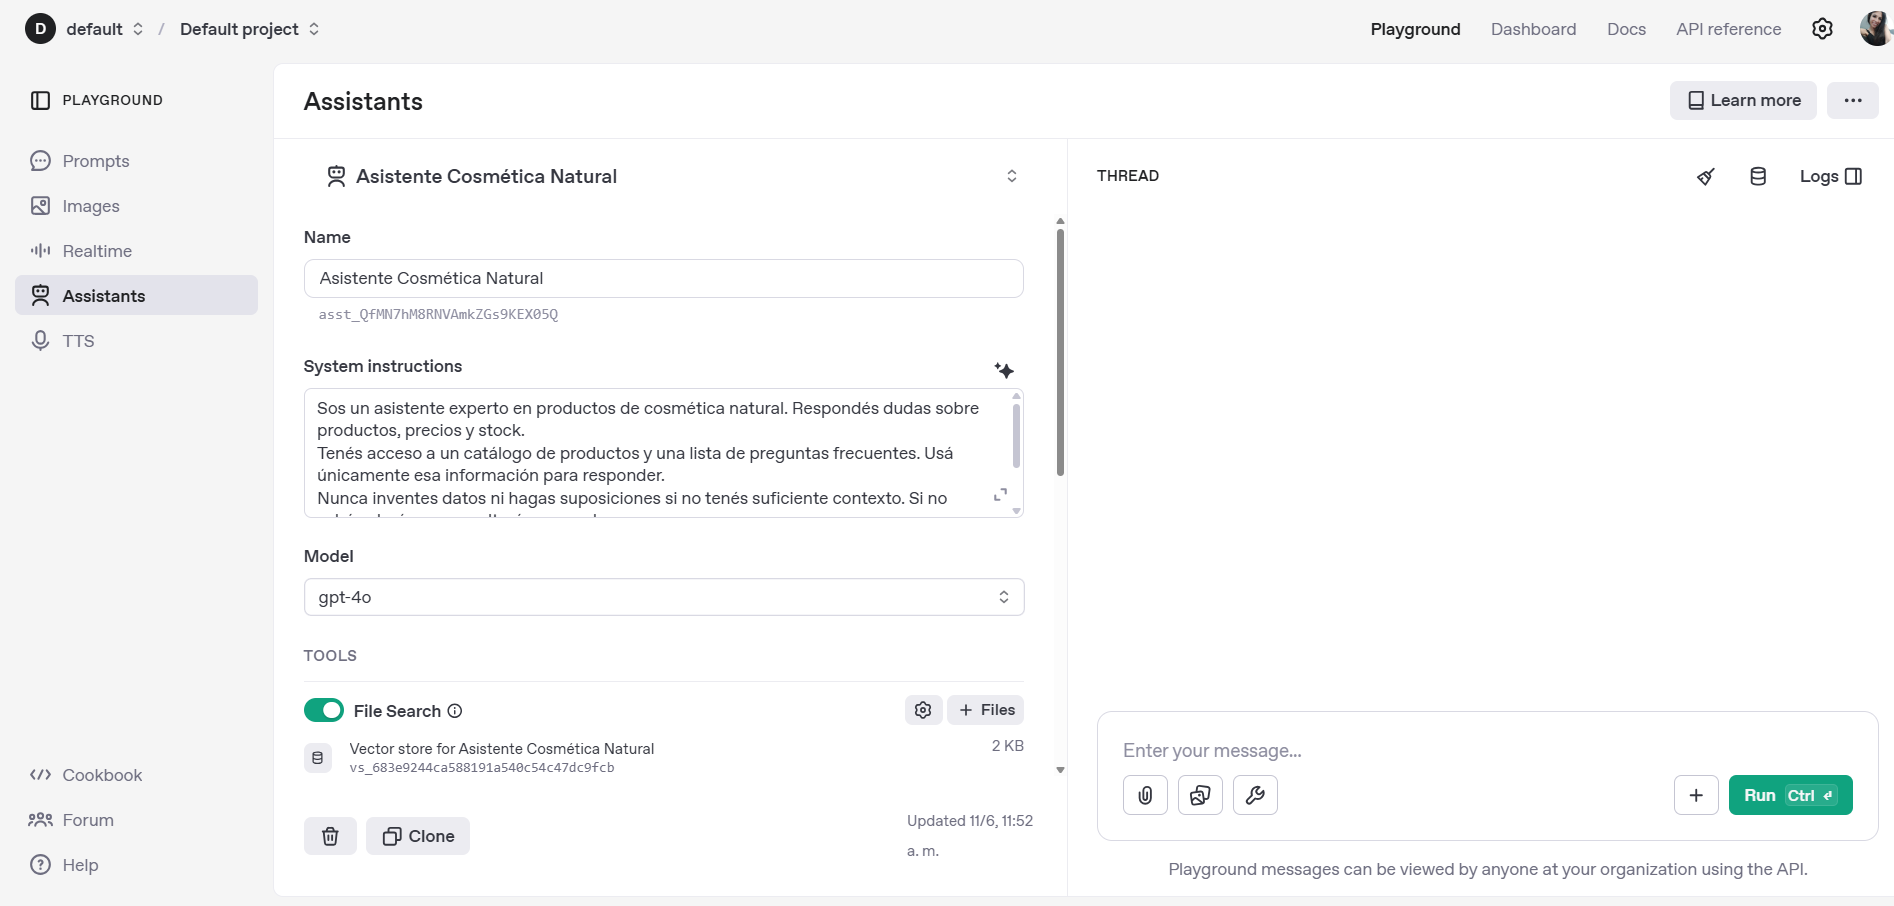 D default / Default project
Playground Dashboard Docs API reference
PLAYGROUND
Prompts
Images
Realtime
Assistants
TTS
Cookbook
Forum
Help
Assistants
Learn more
Asistente Cosmética Natural
Name
Asistente Cosmética Natural
asst_QfMN7hM8RNVAmkZGs9KEX05Q
System instructions
Sos un asistente experto en productos de cosmética natural. Respondés dudas sobre
productos, precios y stock.
Tenés acceso a un catálogo de productos y una lista de preguntas frecuentes. Usá
únicamente esa información para responder.
Nunca inventes datos ni hagas suposiciones si no tenés suficiente contexto. Si no
Model
gpt-4o
TOOLS
File Search
+ Files
Vector store for Asistente Cosmética Natural
2 KB
vs_683e9244ca588191a540c54c47dc9fcb
Clone
Updated 11/6, 11:52
a. m.
THREAD
Logs
Enter your message...
Run Ctrl
Playground messages can be viewed by anyone at your organization using the API.